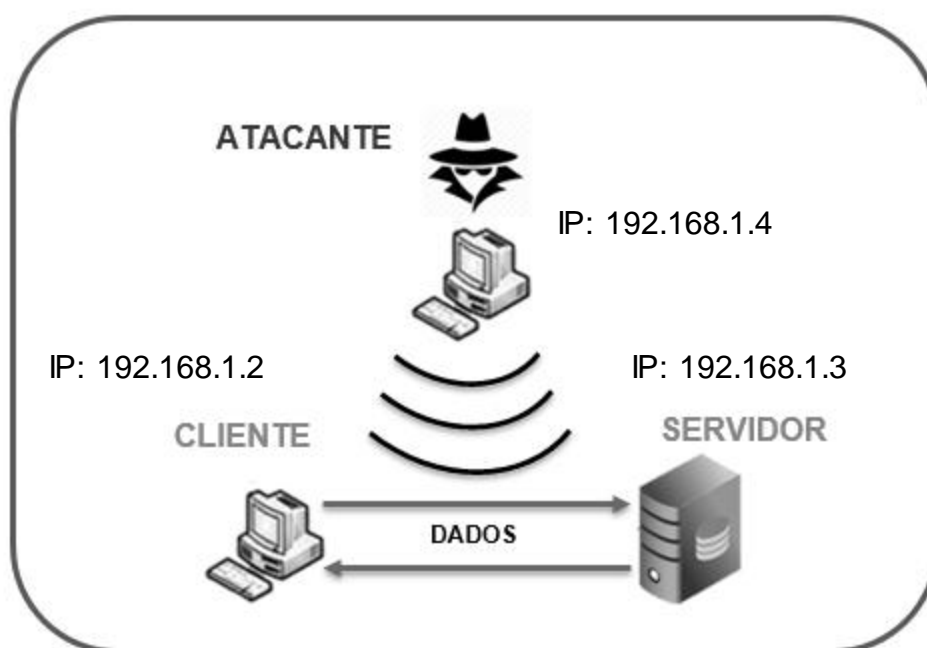 ATACANTE
IP: 192.168.1.4
IP: 192.168.1.2
IP: 192.168.1.3
CLIENTE
SERVIDOR
DADOS